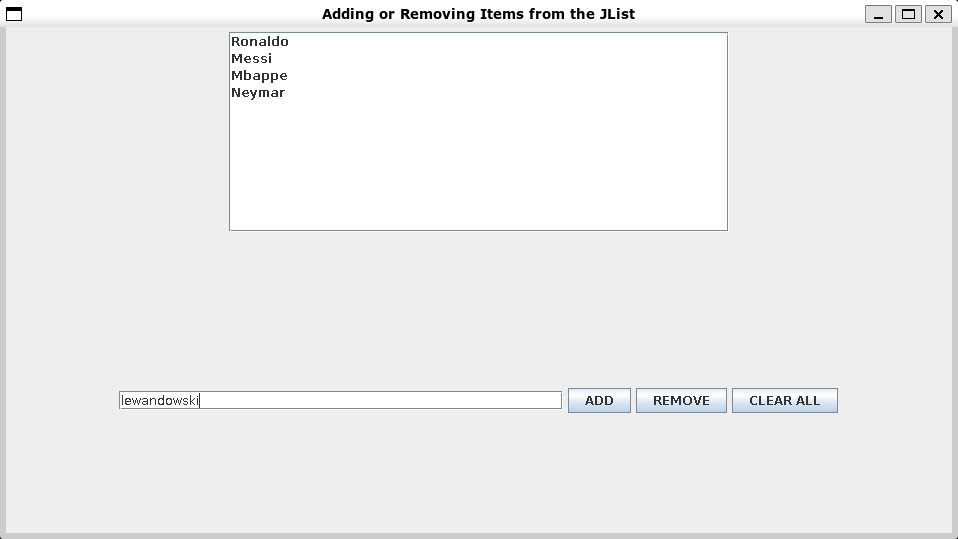 Adding or Removing Items from the JList
Ronaldo
Messi
Mbappe
Neymar
lewandowski ADD REMOVE CLEAR ALL